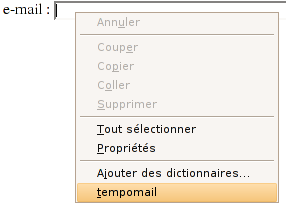 e-mail :
Annuler
Couper
Copier
Coller
Supprimer
Tout sélectionner
Propriétés
Ajouter des dictionnaires...
tempomail